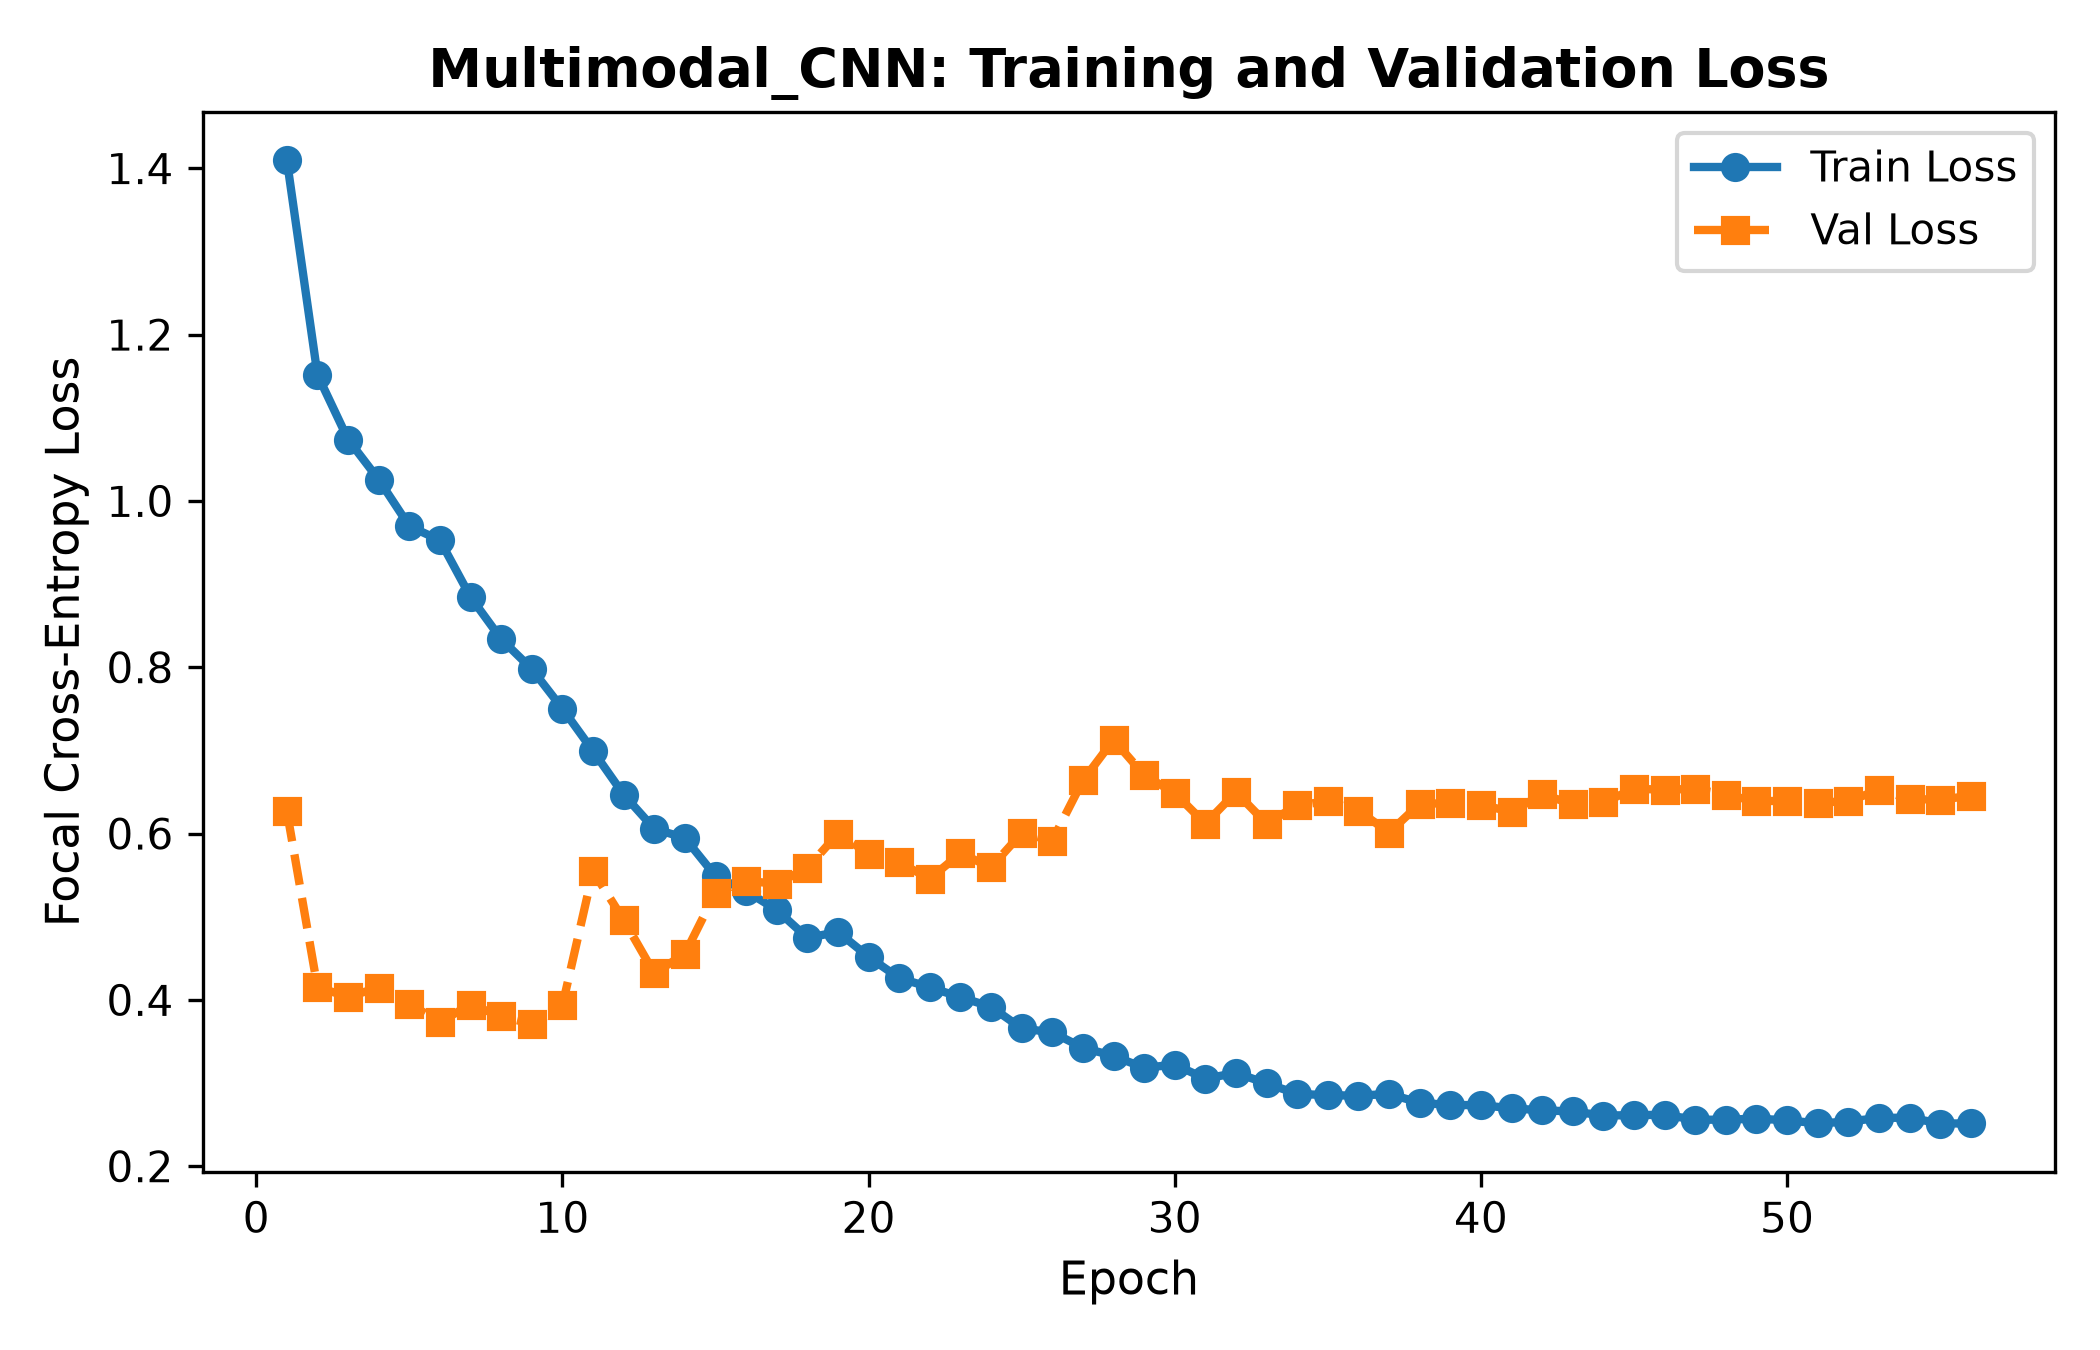 Multimodal_CNN: Training and Validation Loss
Train Loss
Val Loss
Focal Cross-Entropy Loss
1.4
1.2
1.0
0.8
0.6
0.4
0.2
0 10 20 30 40 50
Epoch